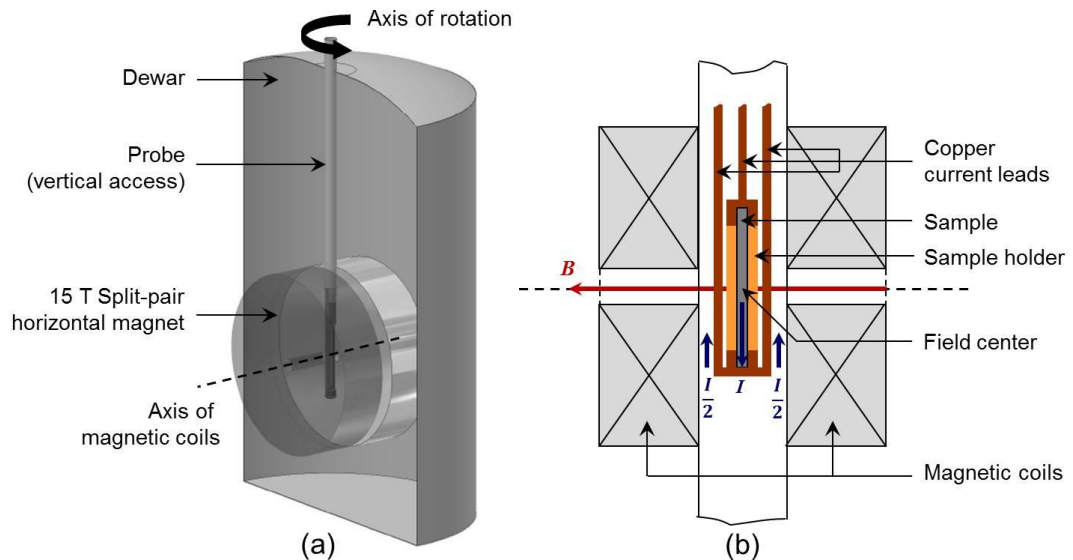 Axis of rotation
Dewar
Probe
(vertical access)
15 T Split-pair
horizontal magnet
Axis of
magnetic coils
(a)
Copper
current leads
Sample
Sample holder
B
Field center
I/2
I
I/2
Magnetic coils
(b)